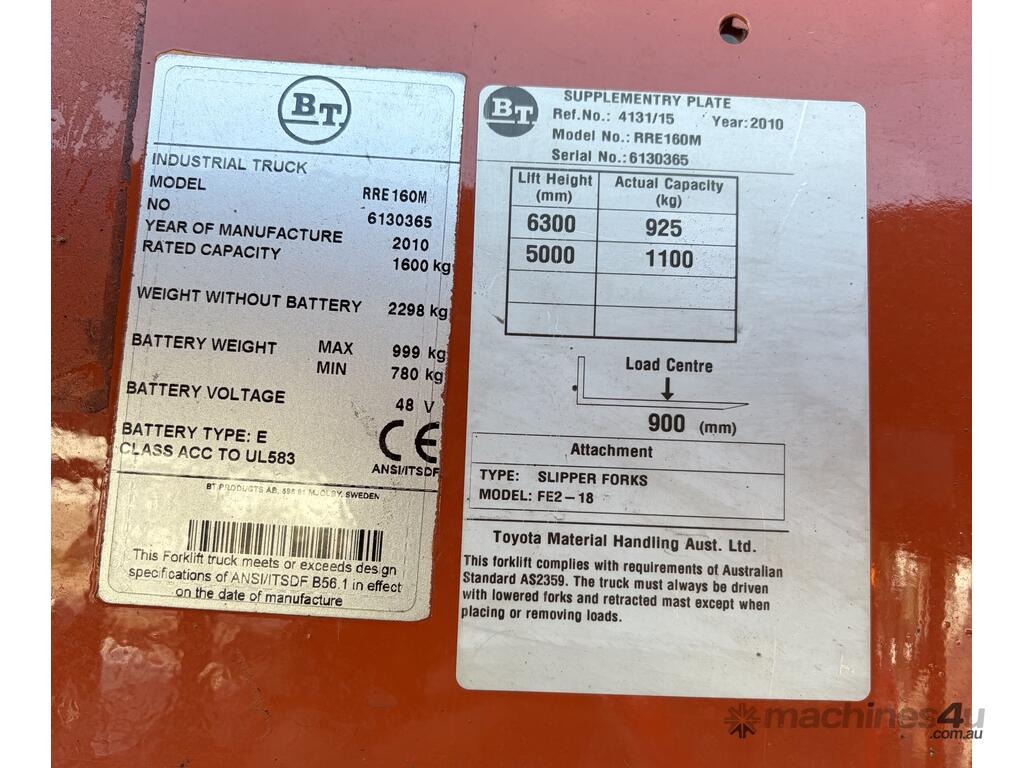 BT
INDUSTRIAL TRUCK
MODEL RRE160M
NO 6130365
YEAR OF MANUFACTURE 2010
RATED CAPACITY 1600 kg
WEIGHT WITHOUT BATTERY 2298 kg
BATTERY WEIGHT MAX 999 kg
MIN 780 kg
BATTERY VOLTAGE 48 V
BATTERY TYPE: E
CLASS ACC TO UL583
CE
ANSI/ITSDF
BT PRODUCTS AB, MJOLBY, SWEDEN
This Forklift truck meets or exceeds design
specifications of ANSI/ITSDF B56.1 in effect
on the date of manufacture
BT
SUPPLEMENTRY PLATE
Ref.No.: 4131/15 Year: 2010
Model No.: RRE160M
Serial No.: 6130365
Lift Height (mm) Actual Capacity (kg)
6300 925
5000 1100
Load Centre
900 (mm)
Attachment
TYPE: SLIPPER FORKS
MODEL: FE2-18
Toyota Material Handling Aust. Ltd.
This forklift complies with requirements of Australian
Standard AS2359. The truck must always be driven
with lowered forks and retracted mast except when
placing or removing loads.
machines4u
.com.au